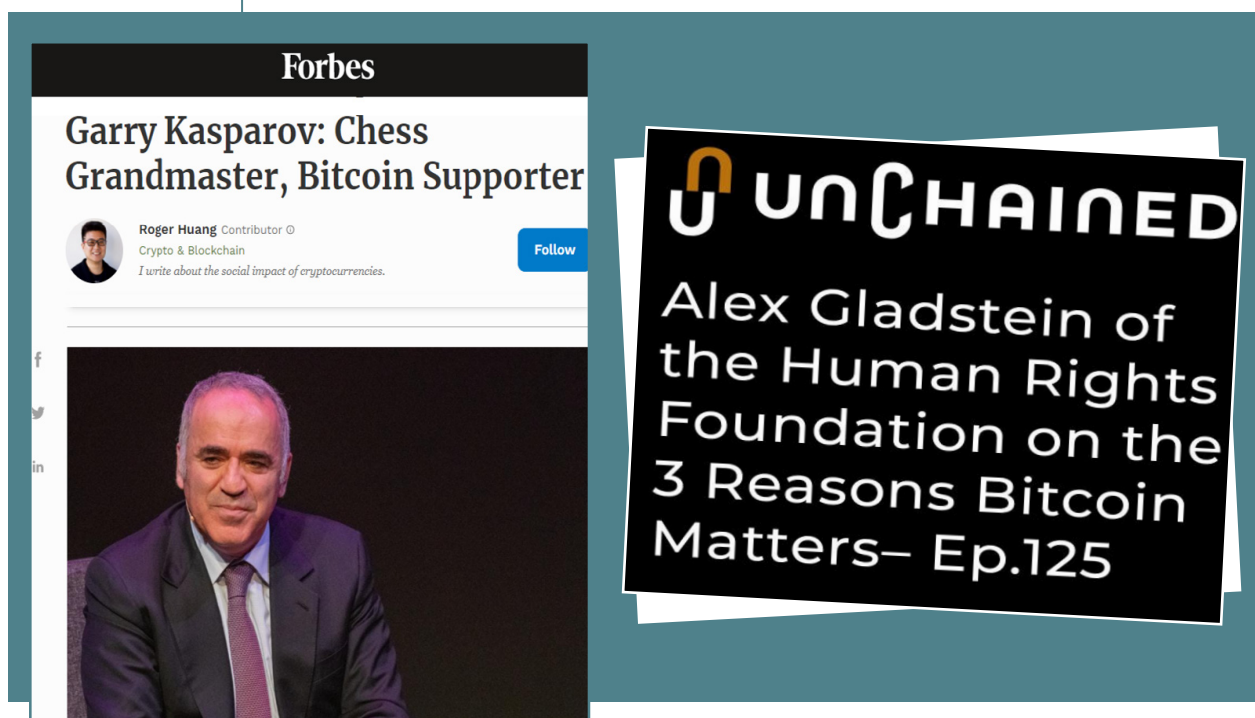 Forbes
Garry Kasparov: Chess
Grandmaster, Bitcoin Supporter
Roger Huang Contributor
Crypto & Blockchain
I write about the social impact of cryptocurrencies.
Follow
f
in
UNCHAINED
Alex Gladstein of
the Human Rights
Foundation on the
3 Reasons Bitcoin
Matters– Ep.125